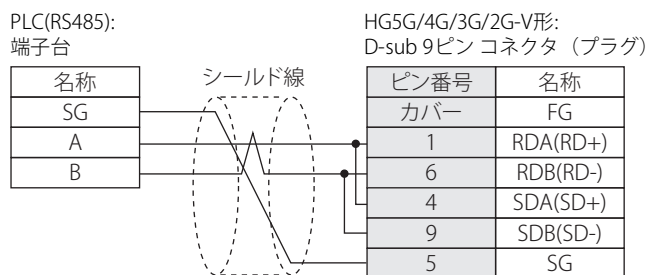 PLC(RS485):
端子台
HG5G/4G/3G/2G-V形:
D-sub 9ピン コネクタ（プラグ）
シールド線
名称
SG
A
B
ピン番号 名称
カバー FG
1 RDA(RD+)
6 RDB(RD-)
4 SDA(SD+)
9 SDB(SD-)
5 SG